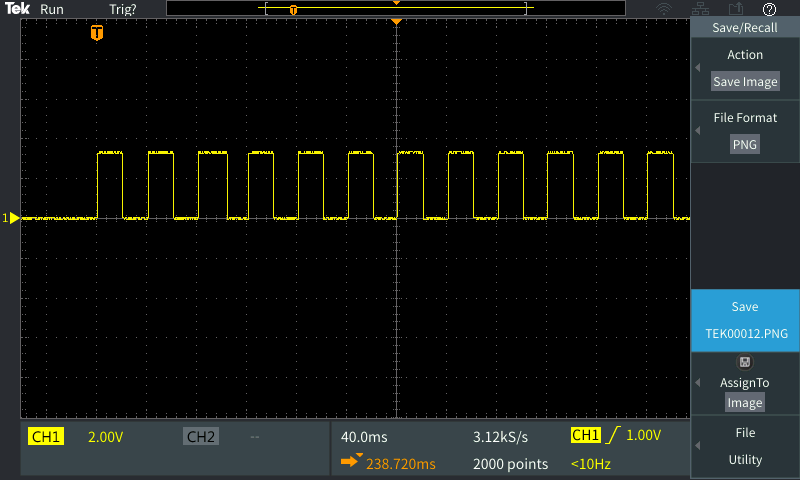 Tek Run Trig?
T
T
1
Save/Recall
Action
Save Image
File Format
PNG
Save
TEK00012.PNG
AssignTo
Image
File
Utility
CH1 2.00V CH2 -- 40.0ms 3.12kS/s CH1 1.00V
238.720ms 2000 points <10Hz